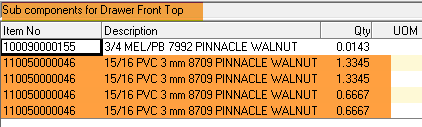 Sub components for Drawer Front Top
Item No Description Qty UOM
100090000155 3/4 MEL/PB 7992 PINNACLE WALNUT 0.0143
110050000046 15/16 PVC 3 mm 8709 PINNACLE WALNUT 1.3345
110050000046 15/16 PVC 3 mm 8709 PINNACLE WALNUT 1.3345
110050000046 15/16 PVC 3 mm 8709 PINNACLE WALNUT 0.6667
110050000046 15/16 PVC 3 mm 8709 PINNACLE WALNUT 0.6667